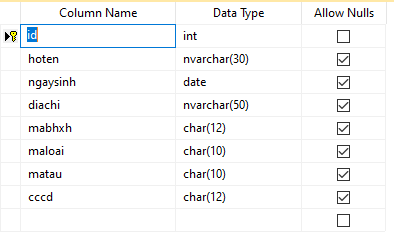 Column Name Data Type Allow Nulls
id int
hoten nvarchar(30)
ngaysinh date
diachi nvarchar(50)
mabhxh char(12)
maloai char(10)
matau char(10)
cccd char(12)